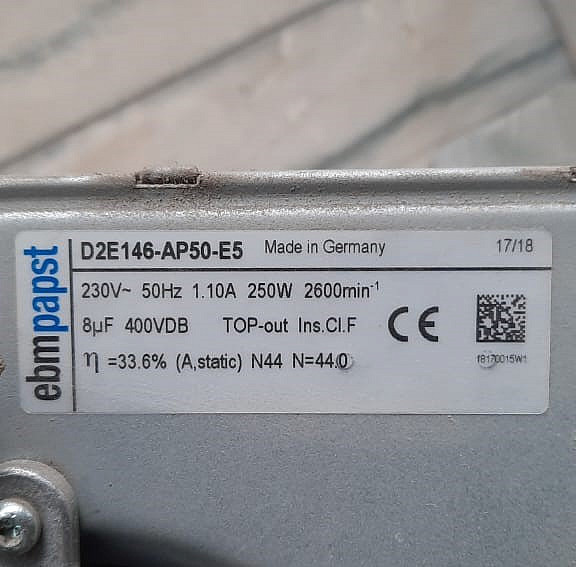 ebmpapst
D2E146-AP50-E5 Made in Germany 17/18
230V~ 50Hz 1.10A 250W 2600min⁻¹
8µF 400VDB TOP-out Ins.Cl.F CE
η =33.6% (A,static) N44 N=44.0 18170015W1